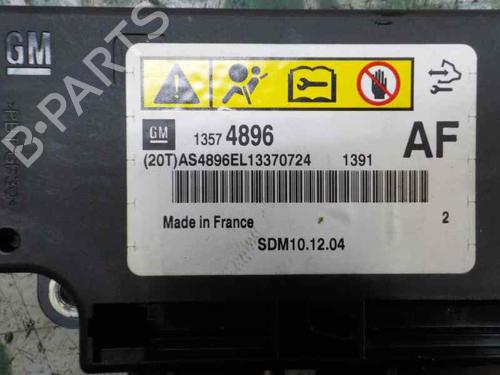 GM
B-PARTS
GM 1357 4896 AF
(20T)AS4896EL13370724 1391
Made in France 2
SDM10.12.04